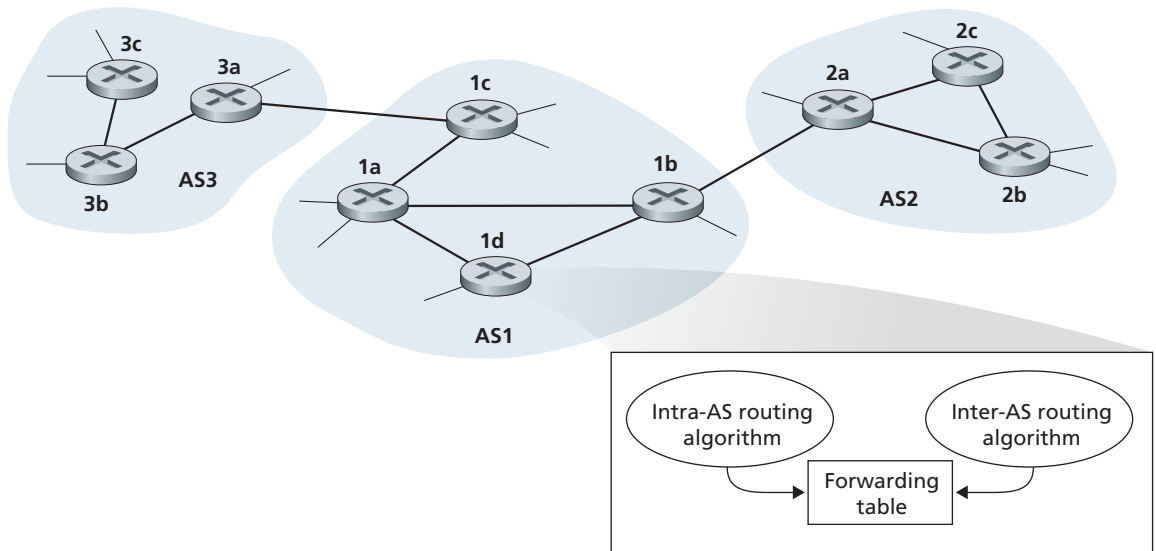 3c
3a
3b
AS3
1c
1a
1b
1d
AS1
2c
2a
2b
AS2
Intra-AS routing
algorithm
Inter-AS routing
algorithm
Forwarding
table